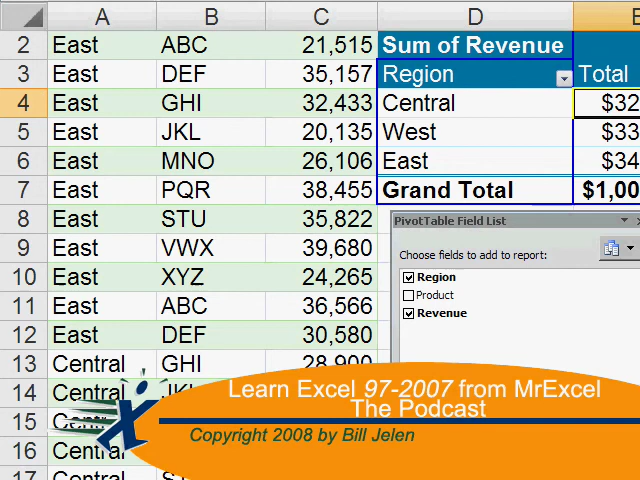 A B C D E
2 East ABC 21,515 Sum of Revenue
3 East DEF 35,157 Region Total
4 East GHI 32,433 Central $32
5 East JKL 20,135 West $33
6 East MNO 26,106 East $34
7 East PQR 38,455 Grand Total $1,00
8 East STU 35,822
9 East VWX 39,680
10 East XYZ 24,265
11 East ABC 36,566
12 East DEF 30,580
13 Central GHI 28,900
14 Central
15 Central
16 Central
17 Central
PivotTable Field List
Choose fields to add to report:
Region
Product
Revenue
Learn Excel 97-2007 from MrExcel
The Podcast
Copyright 2008 by Bill Jelen